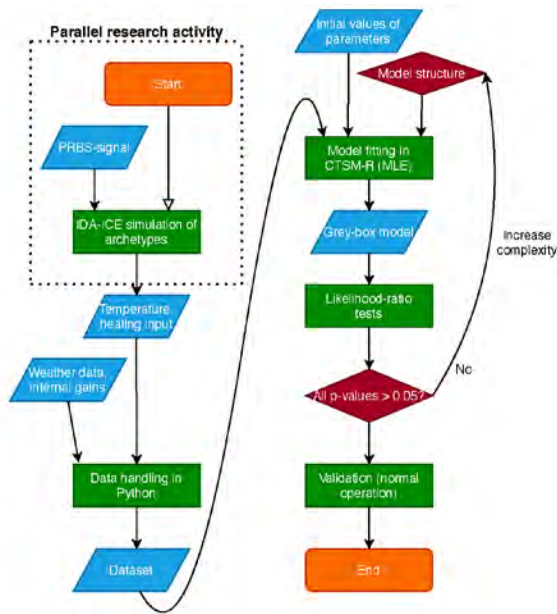 Parallel research activity
Start
PRBS-signal
IDA-ICE simulation of
archetypes
Temperature,
heating input
Weather data,
internal gains
Data handling in
Python
Dataset
Initial values of
parameters
Model structure
Model fitting in
CTSM-R (MLE)
Grey-box model
Increase
complexity
Likelihood-ratio
tests
No
All p-values > 0.05?
Validation (normal
operation)
End